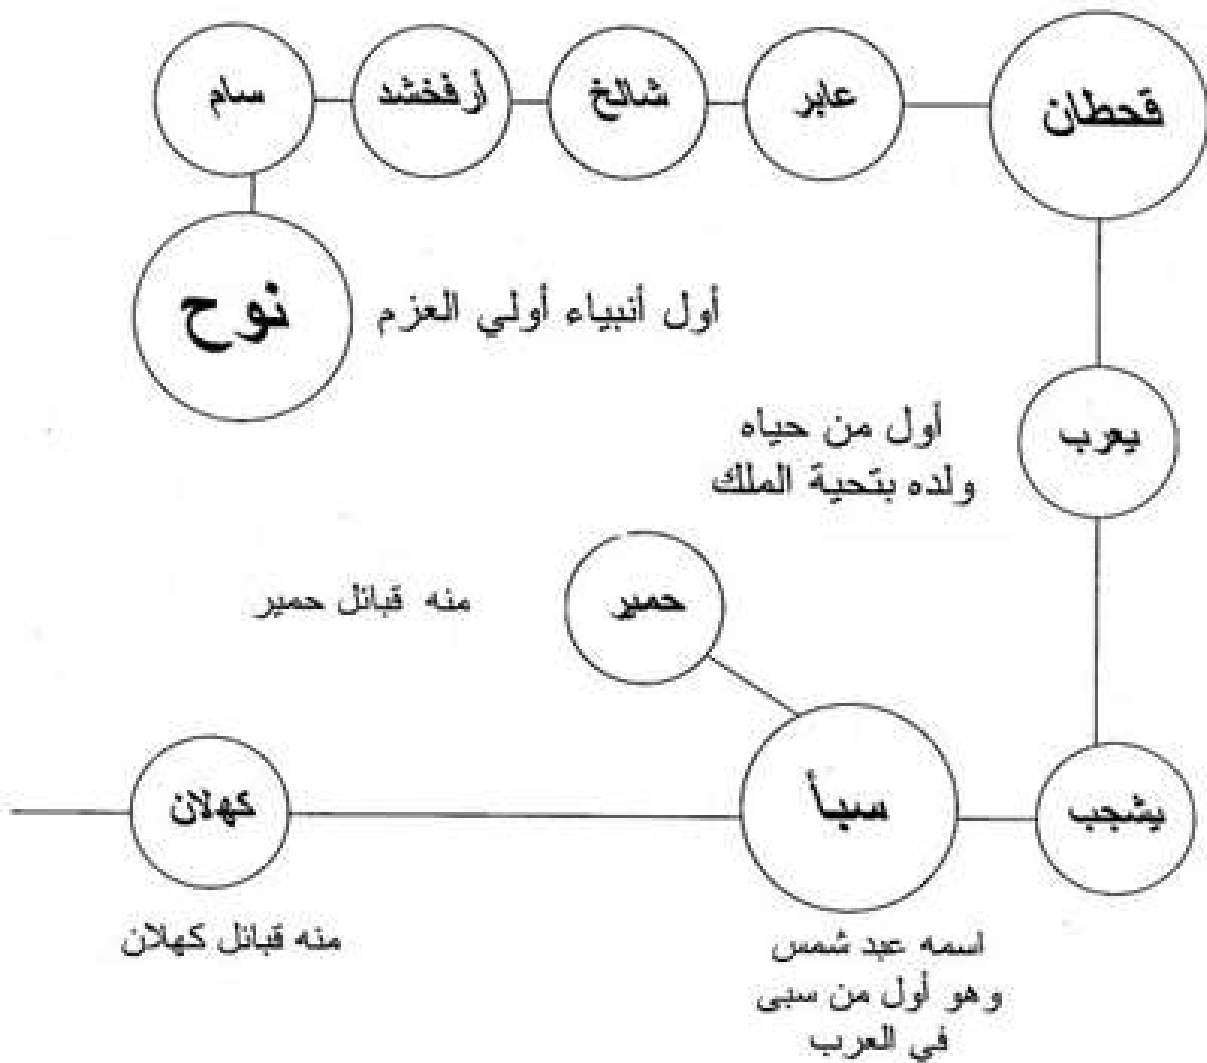 قحطان
عابر
شالخ
أرفخشد
سام
نوح
أول أنبياء أولي العزم
يعرب
أول من حياه
ولده بتحية الملك
حمير
منه قبائل حمير
يشجب
سبأ
كهلان
منه قبائل كهلان
اسمه عبد شمس
وهو أول من سبى
في العرب